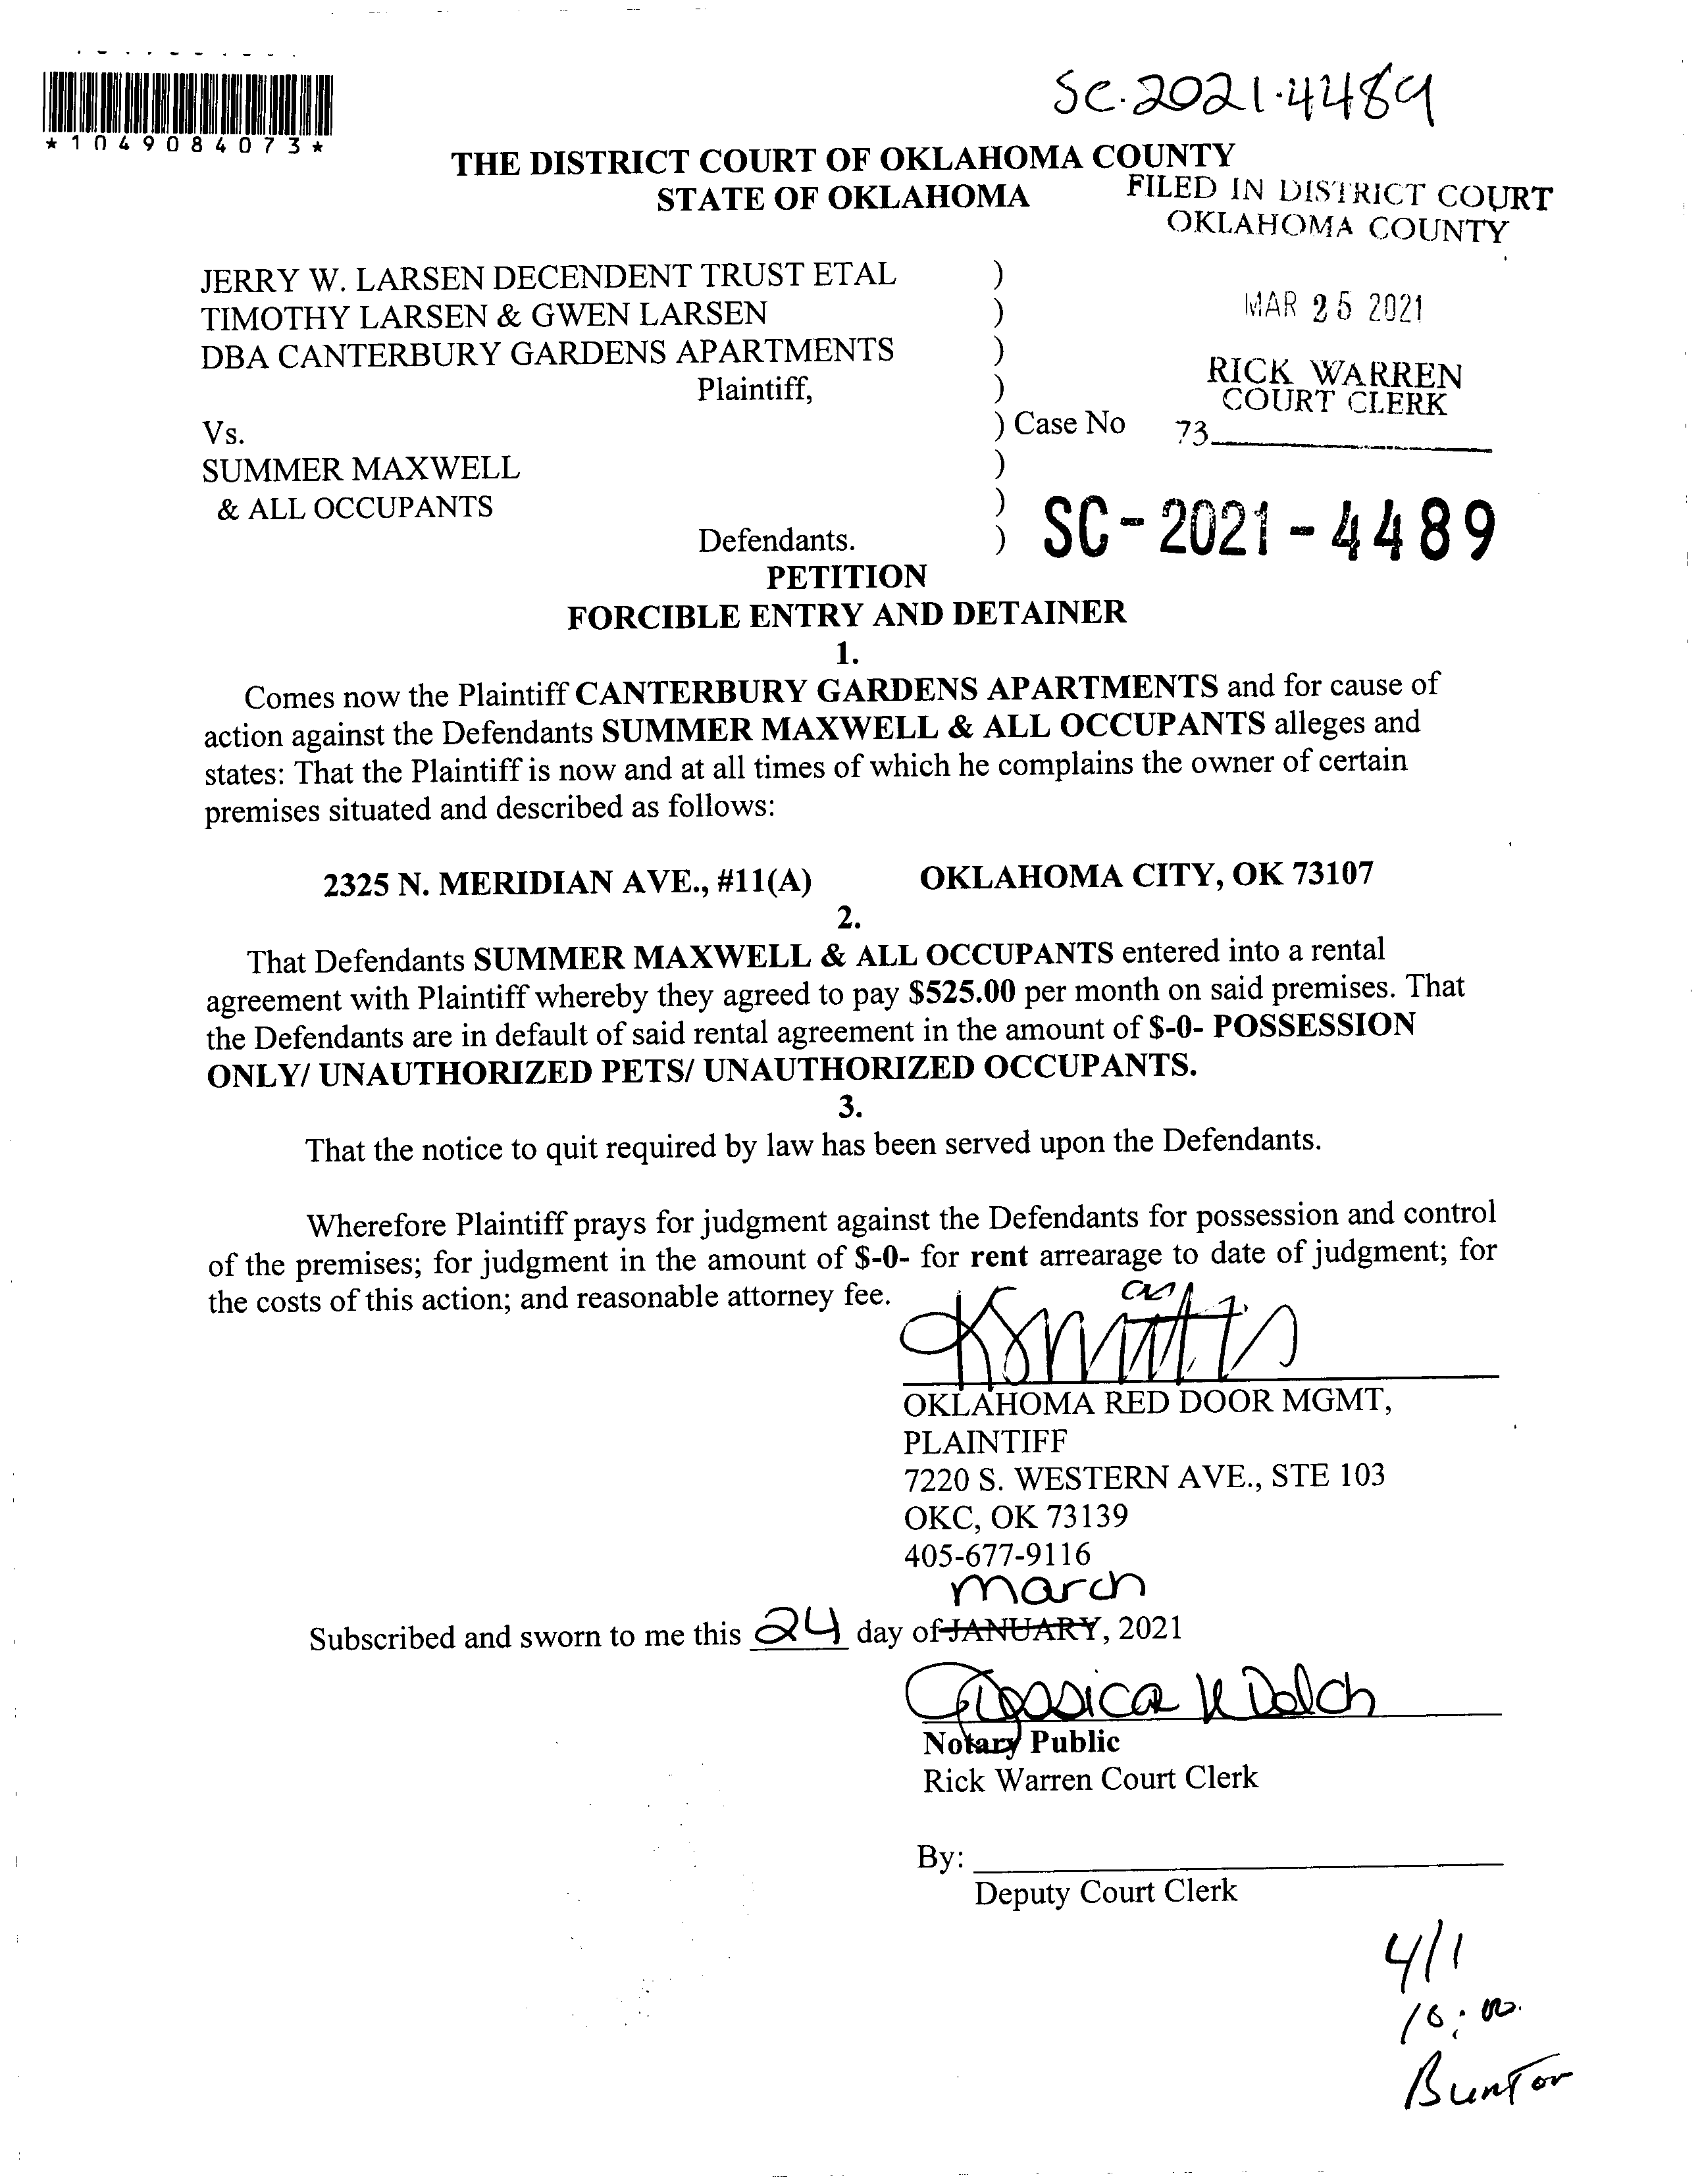 SC-2021-4489
*1049084073*
THE DISTRICT COURT OF OKLAHOMA COUNTY
STATE OF OKLAHOMA
FILED IN DISTRICT COURT
OKLAHOMA COUNTY
JERRY W. LARSEN DECENDENT TRUST ETAL )
TIMOTHY LARSEN & GWEN LARSEN )
MAR 25 2021
DBA CANTERBURY GARDENS APARTMENTS )
Plaintiff, )
RICK WARREN
COURT CLERK
Vs. ) Case No
73
SUMMER MAXWELL )
& ALL OCCUPANTS )
Defendants. )
SC-2021-4489
PETITION
FORCIBLE ENTRY AND DETAINER
1.
Comes now the Plaintiff CANTERBURY GARDENS APARTMENTS and for cause of
action against the Defendants SUMMER MAXWELL & ALL OCCUPANTS alleges and
states: That the Plaintiff is now and at all times of which he complains the owner of certain
premises situated and described as follows:
2325 N. MERIDIAN AVE., #11(A) OKLAHOMA CITY, OK 73107
2.
That Defendants SUMMER MAXWELL & ALL OCCUPANTS entered into a rental
agreement with Plaintiff whereby they agreed to pay $525.00 per month on said premises. That
the Defendants are in default of said rental agreement in the amount of $-0- POSSESSION
ONLY/ UNAUTHORIZED PETS/ UNAUTHORIZED OCCUPANTS.
3.
That the notice to quit required by law has been served upon the Defendants.
Wherefore Plaintiff prays for judgment against the Defendants for possession and control
of the premises; for judgment in the amount of $-0- for rent arrearage to date of judgment; for
the costs of this action; and reasonable attorney fee.
OKLAHOMA RED DOOR MGMT,
PLAINTIFF
7220 S. WESTERN AVE., STE 103
OKC, OK 73139
405-677-9116
march
Subscribed and sworn to me this 24 day of JANUARY, 2021
Notary Public
Rick Warren Court Clerk
By:
Deputy Court Clerk
4/1
Buntor